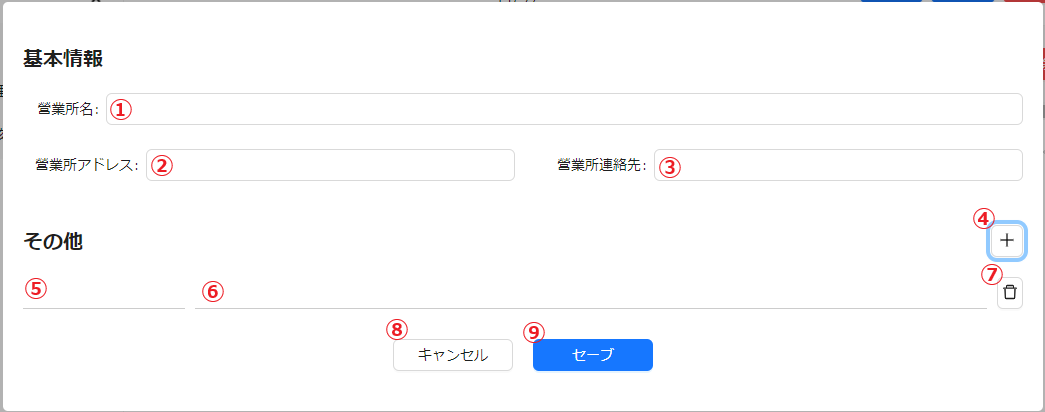 基本情報
営業所名: ①
営業所アドレス: ② 営業所連絡先: ③
④
その他
⑤ ⑥ ⑦
⑧ ⑨
キャンセル セーブ